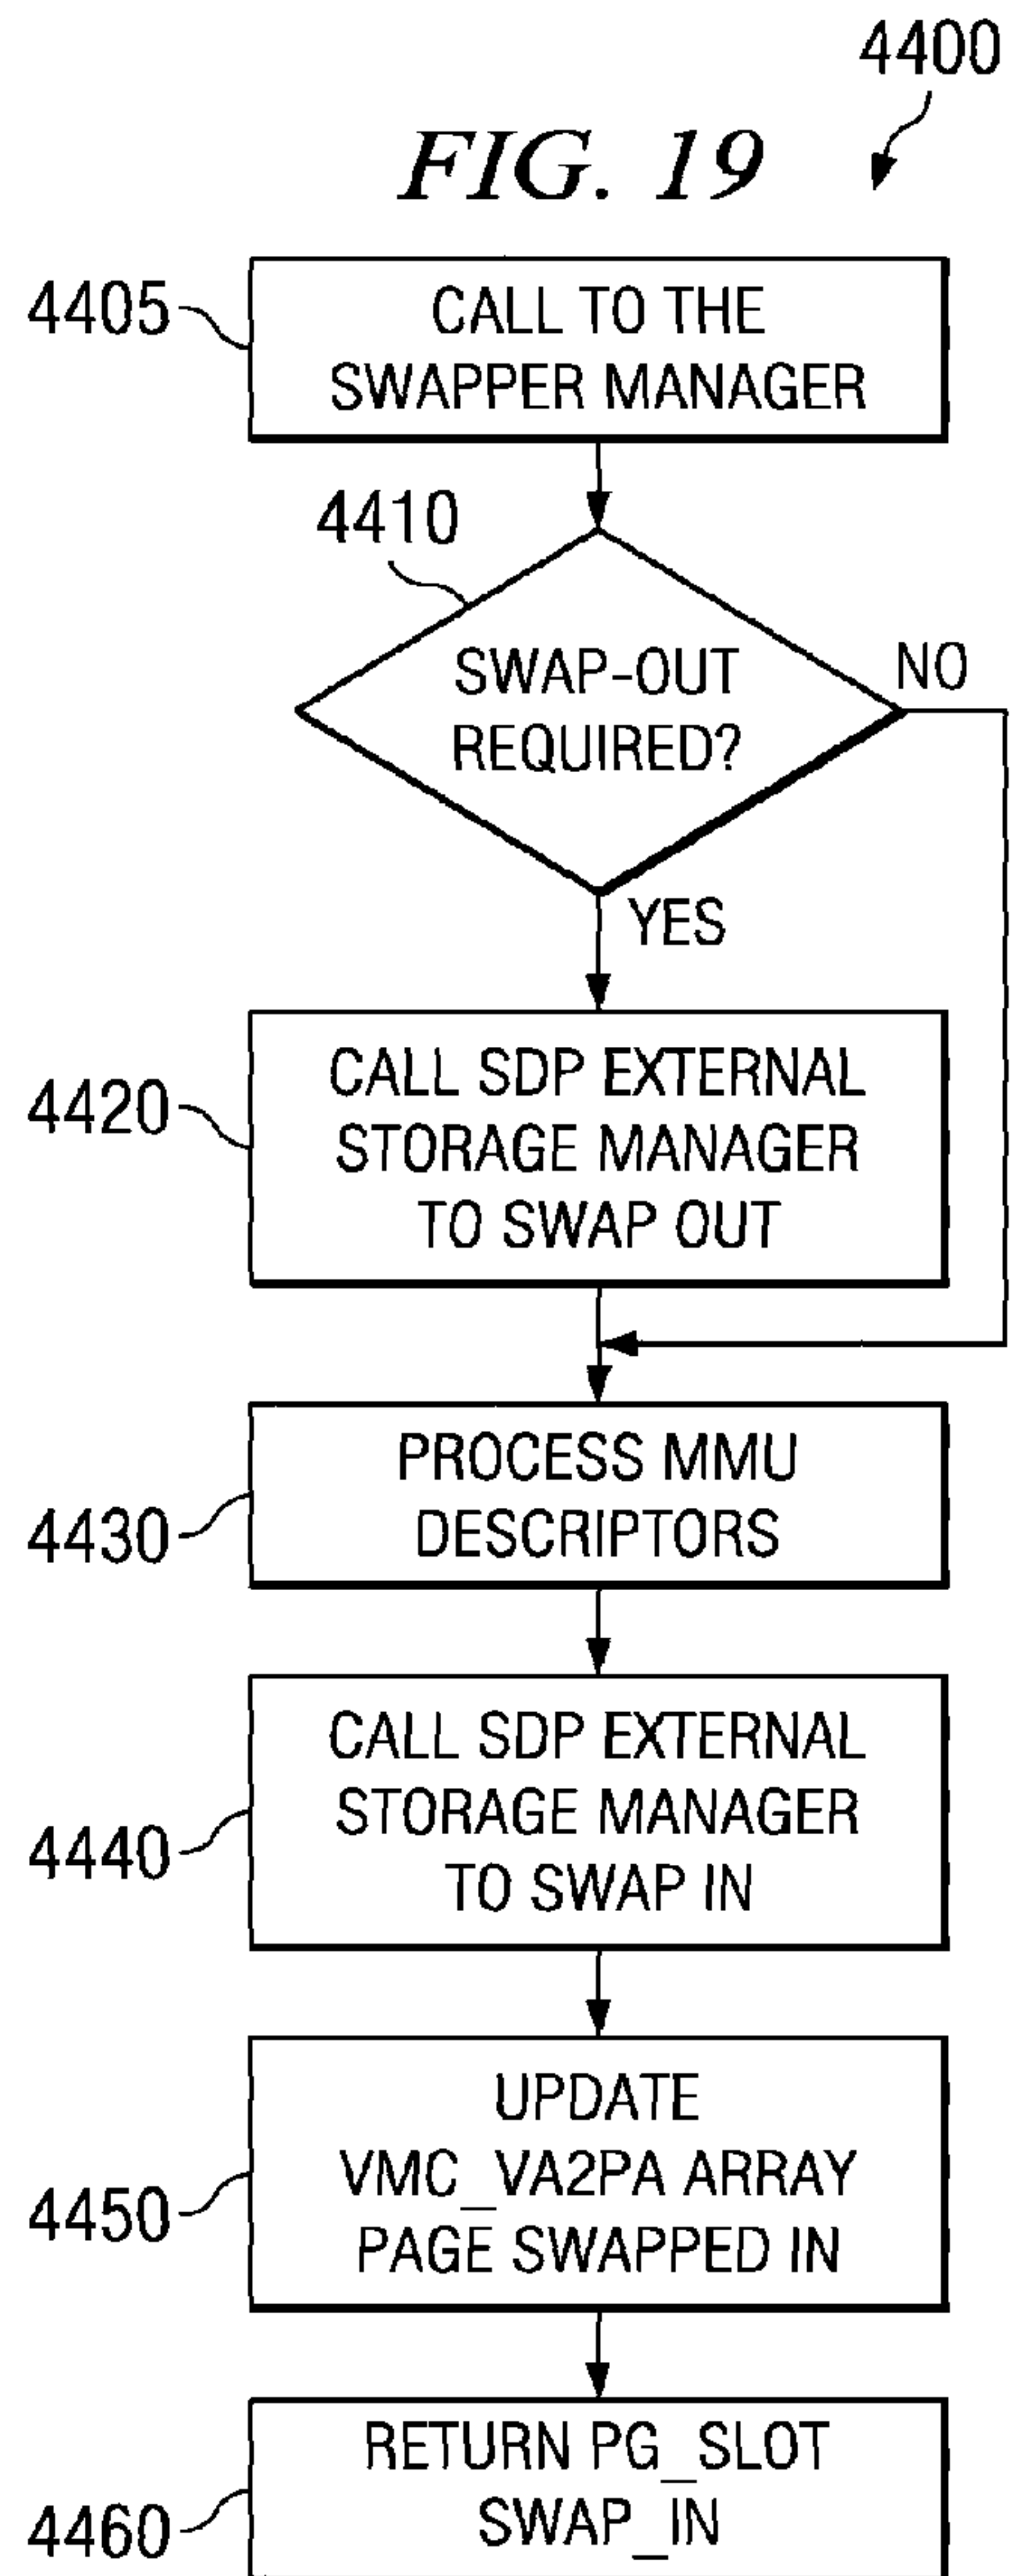 4400
FIG. 19
4405
CALL TO THE
SWAPPER MANAGER
4410
SWAP-OUT
REQUIRED?
NO
YES
4420
CALL SDP EXTERNAL
STORAGE MANAGER
TO SWAP OUT
4430
PROCESS MMU
DESCRIPTORS
4440
CALL SDP EXTERNAL
STORAGE MANAGER
TO SWAP IN
4450
UPDATE
VMC_VA2PA ARRAY
PAGE SWAPPED IN
4460
RETURN PG_SLOT
SWAP_IN